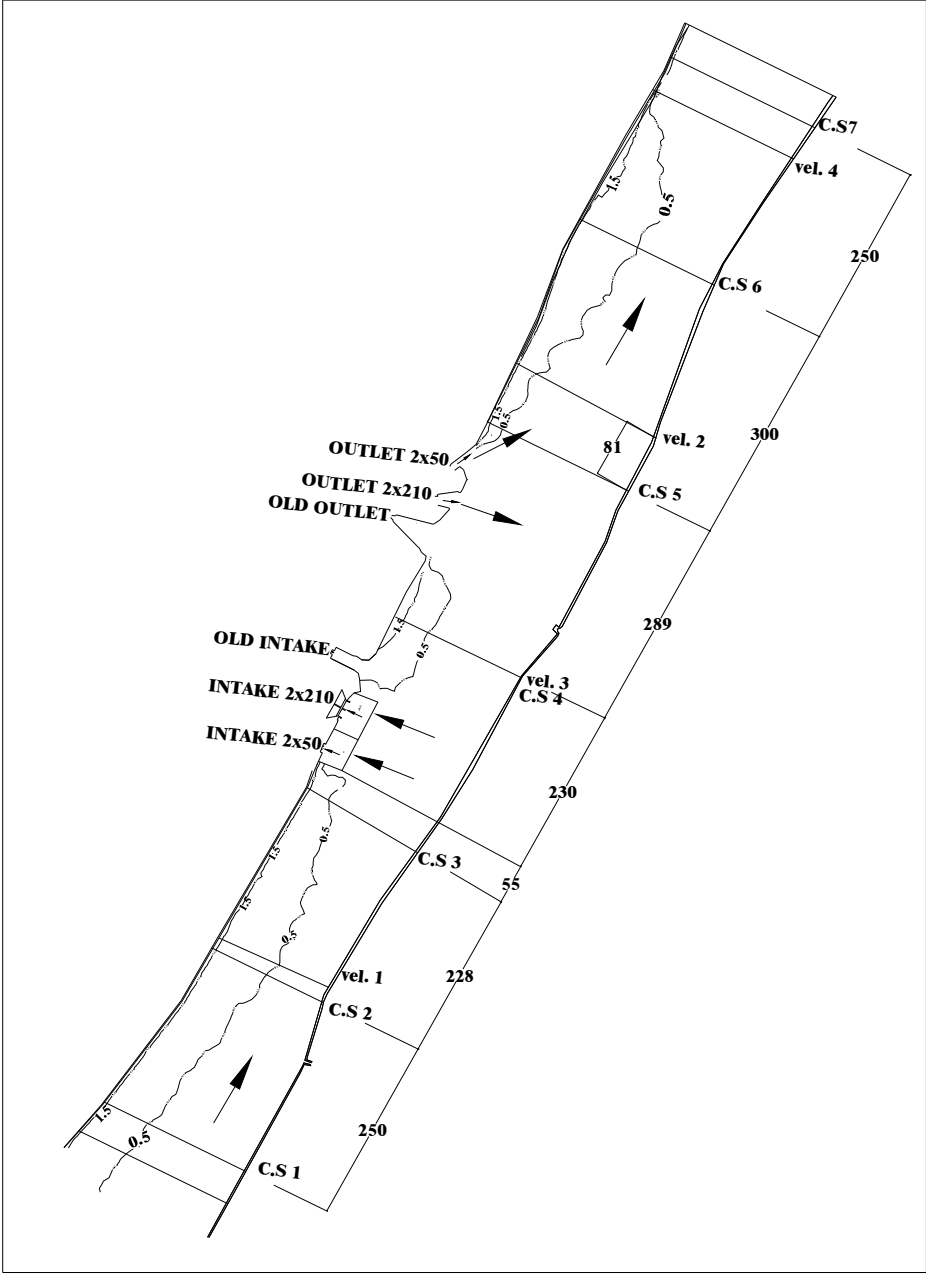 C.S7
vel. 4
1.5
0.5
250
C.S 6
1.5
0.5
vel. 2
300
81
OUTLET 2x50
OUTLET 2x210
C.S 5
OLD OUTLET
1.5
289
OLD INTAKE
0.5
vel. 3
INTAKE 2x210
C.S 4
INTAKE 2x50
230
0.5
1.5
C.S 3
55
1.5
0.5
vel. 1
228
C.S 2
1.5
0.5
250
C.S 1